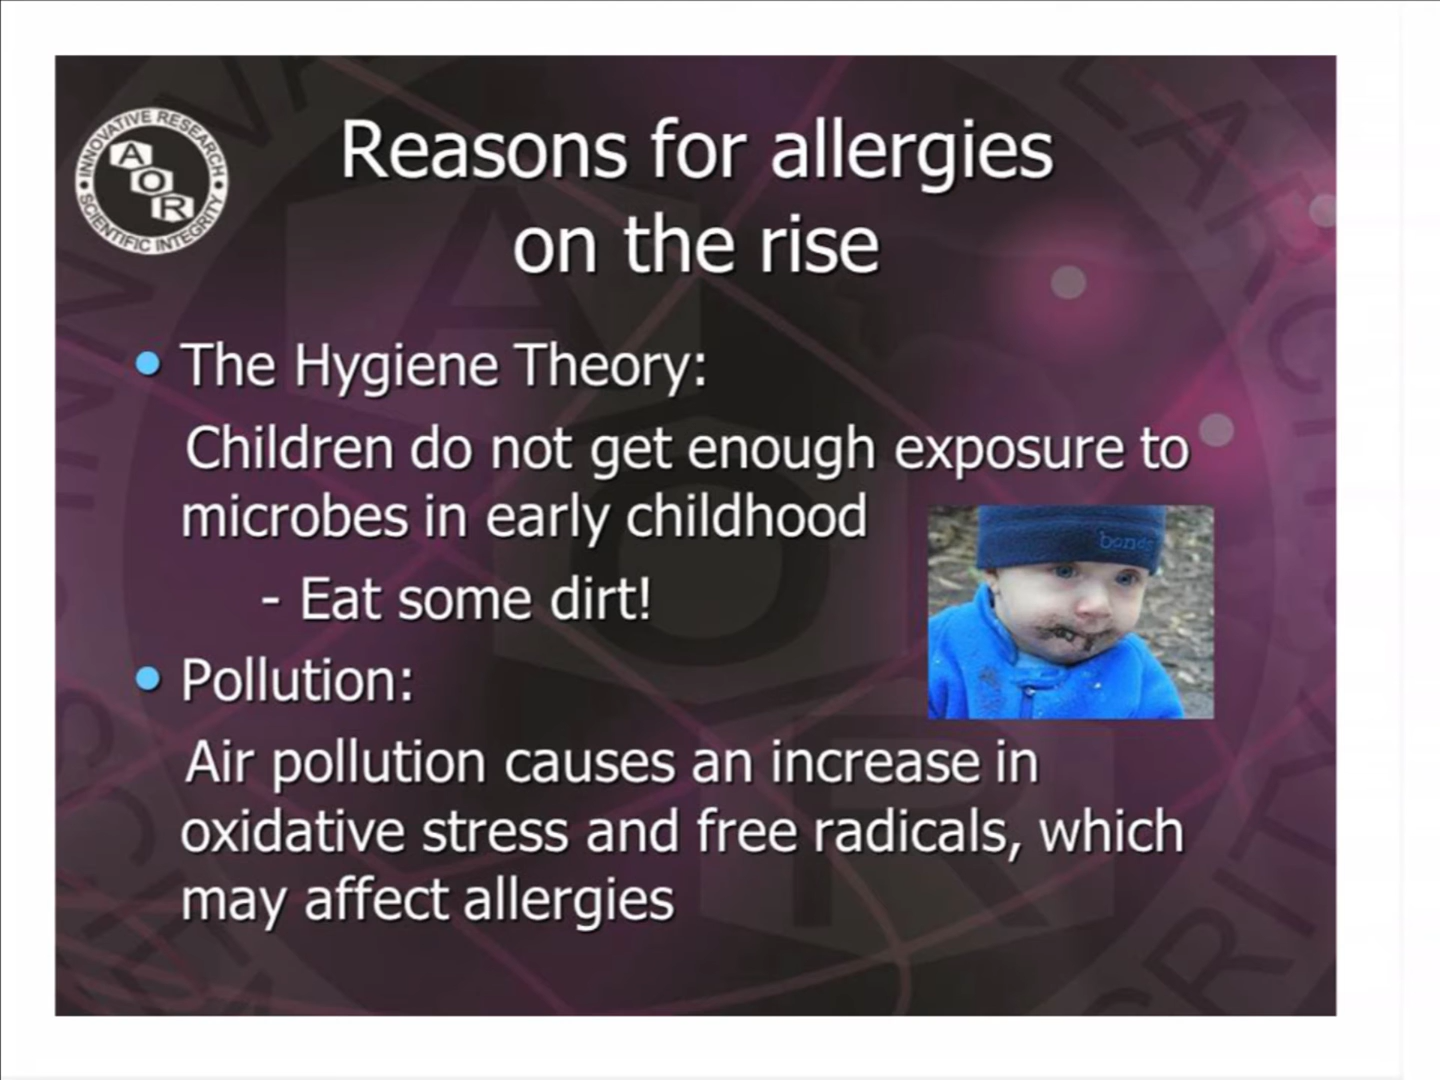 INNOVATIVE RESEARCH
A
O
R
SCIENTIFIC INTEGRITY
Reasons for allergies
on the rise
• The Hygiene Theory:
Children do not get enough exposure to
microbes in early childhood
- Eat some dirt!
bonds
• Pollution:
Air pollution causes an increase in
oxidative stress and free radicals, which
may affect allergies